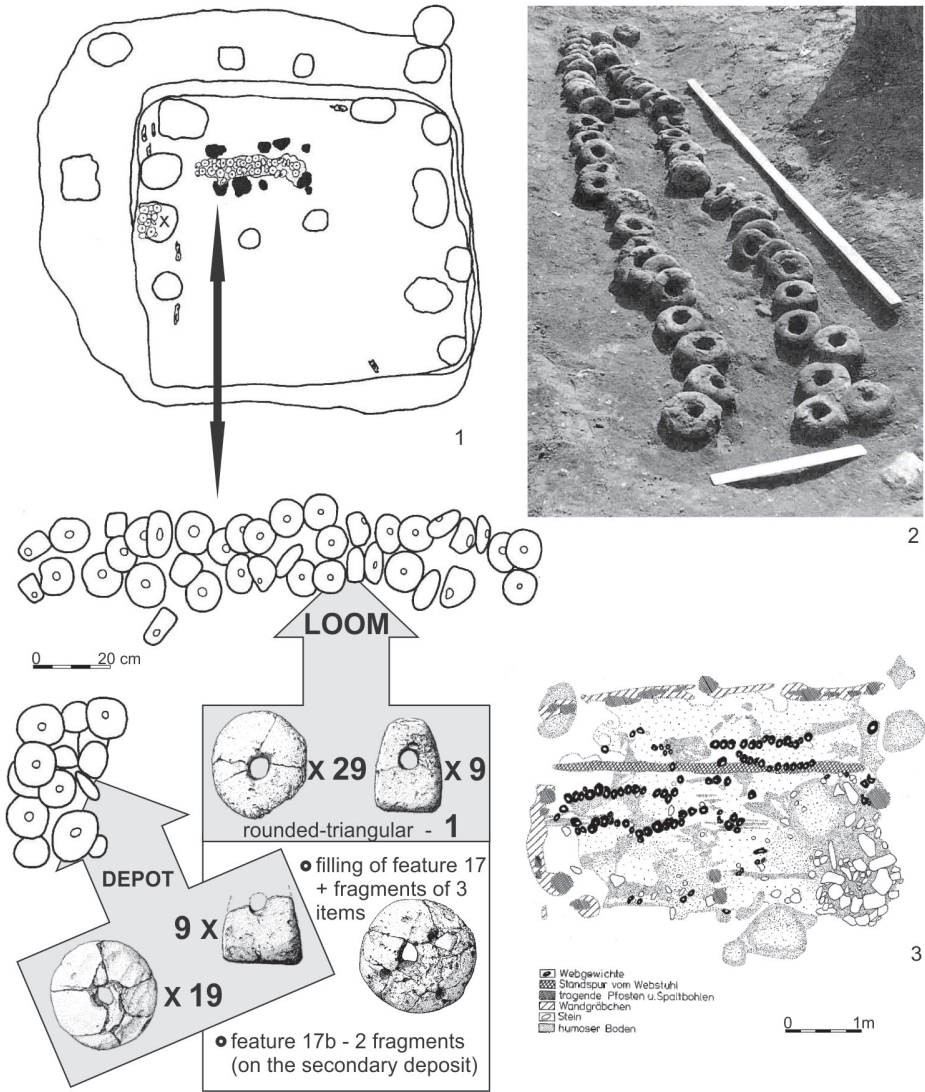 x
1
2
LOOM
0 20 cm
x 29
x 9
rounded-triangular - 1
DEPOT
filling of feature 17
+ fragments of 3
items
9 x
x 19
feature 17b - 2 fragments
(on the secondary deposit)
3
Webgewichte
Standspur vom Webstuhl
tragende Pfosten u. Spaltbohlen
Wandgräbchen
Stein
humoser Boden
0 1m